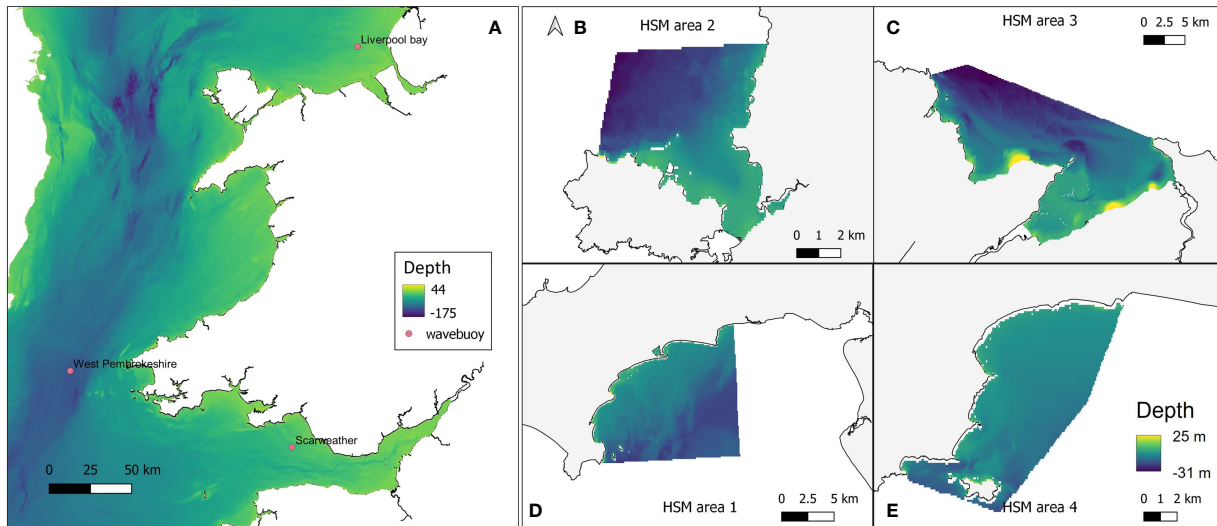 A
Liverpool bay
Depth
44
-175
wavebuoy
West Pembrokeshire
Scarweather
0 25 50 km
B
HSM area 2
0 1 2 km
C
HSM area 3
0 2.5 5 km
D
HSM area 1
0 2.5 5 km
E
HSM area 4
Depth
25 m
-31 m
0 1 2 km